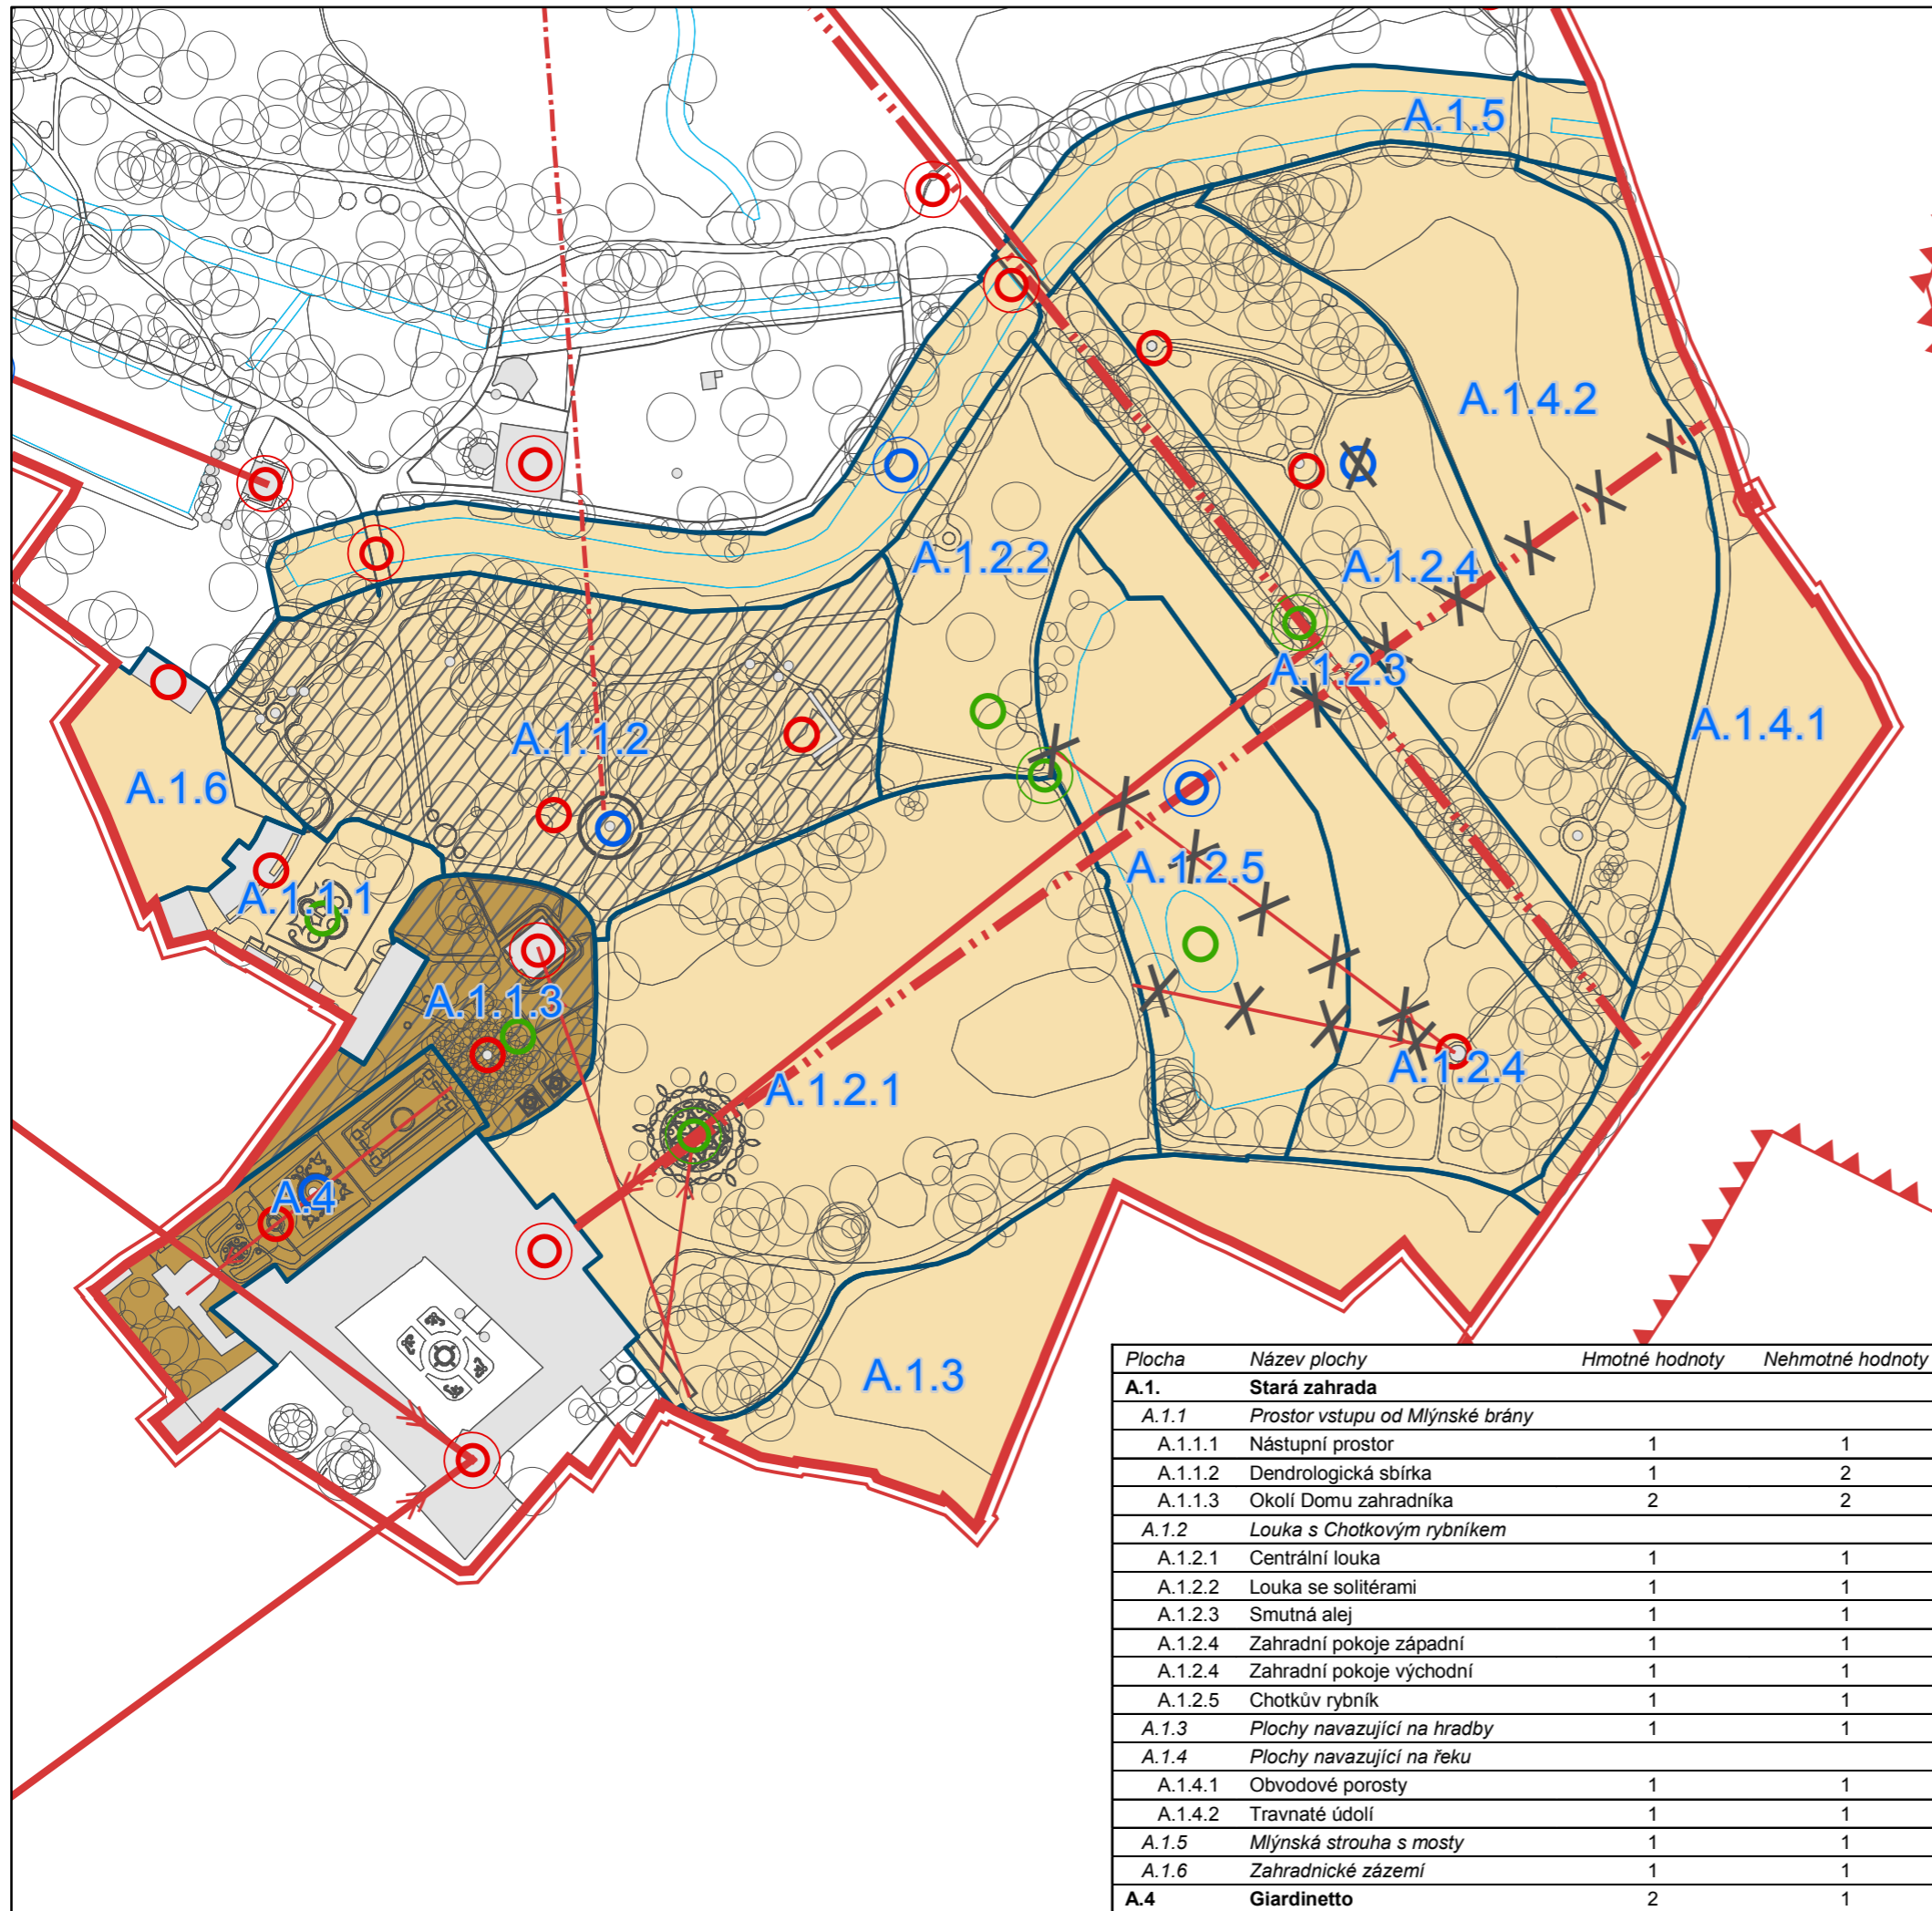 A.1.5
A.1.4.2
A.1.2.2
A.1.2.4
A.1.2.3
A.1.4.1
A.1.1.2
A.1.6
A.1.2.5
A.1.1.1
A.1.1.3
A.1.2.4
A.1.2.1
A.4
A.1.3
Plocha Název plochy Hmotné hodnoty Nehmotné hodnoty
A.1. Stará zahrada
A.1.1 Prostor vstupu od Mlýnské brány
A.1.1.1 Nástupní prostor 1 1
A.1.1.2 Dendrologická sbírka 1 2
A.1.1.3 Okolí Domu zahradníka 2 2
A.1.2 Louka s Chotkovým rybníkem
A.1.2.1 Centrální louka 1 1
A.1.2.2 Louka se solitérami 1 1
A.1.2.3 Smutná alej 1 1
A.1.2.4 Zahradní pokoje západní 1 1
A.1.2.4 Zahradní pokoje východní 1 1
A.1.2.5 Chotkův rybník 1 1
A.1.3 Plochy navazující na hradby 1 1
A.1.4 Plochy navazující na řeku
A.1.4.1 Obvodové porosty 1 1
A.1.4.2 Travnaté údolí 1 1
A.1.5 Mlýnská strouha s mosty 1 1
A.1.6 Zahradnické zázemí 1 1
A.4 Giardinetto 2 1